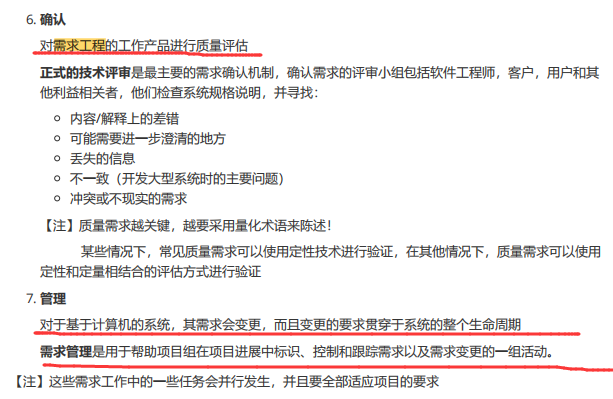 6. 确认
对需求工程的工作产品进行质量评估
正式的技术评审是最主要的需求确认机制，确认需求的评审小组包括软件工程师，客户，用户和其
他利益相关者，他们检查系统规格说明，并寻找：
○ 内容/解释上的差错
○ 可能需要进一步澄清的地方
○ 丢失的信息
○ 不一致（开发大型系统时的主要问题）
○ 冲突或不现实的需求
【注】质量需求越关键，越要采用量化术语来陈述！
某些情况下，常见质量需求可以使用定性技术进行验证，在其他情况下，质量需求可以使用
定性和定量相结合的评估方式进行验证
7. 管理
对于基于计算机的系统，其需求会变更，而且变更的要求贯穿于系统的整个生命周期
需求管理是用于帮助项目组在项目进展中标识、控制和跟踪需求以及需求变更的一组活动。
【注】这些需求工作中的一些任务会并行发生，并且要全部适应项目的要求